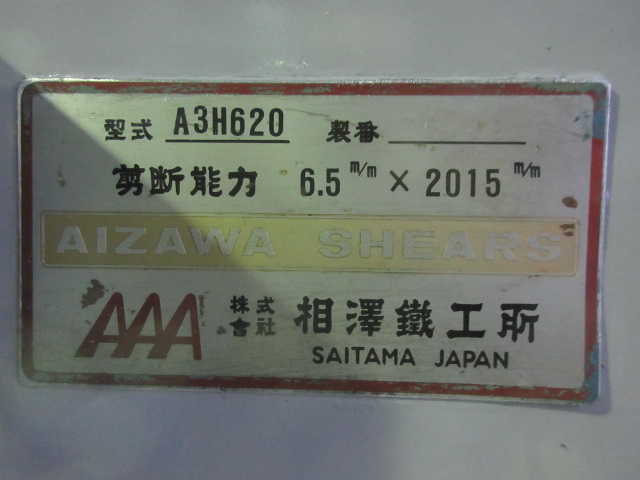 型式 A3H620 製番
剪断能力 6.5 m/m × 2015 m/m
AIZAWA SHEARS
AAA 株式會社 相澤鐵工所
SAITAMA JAPAN